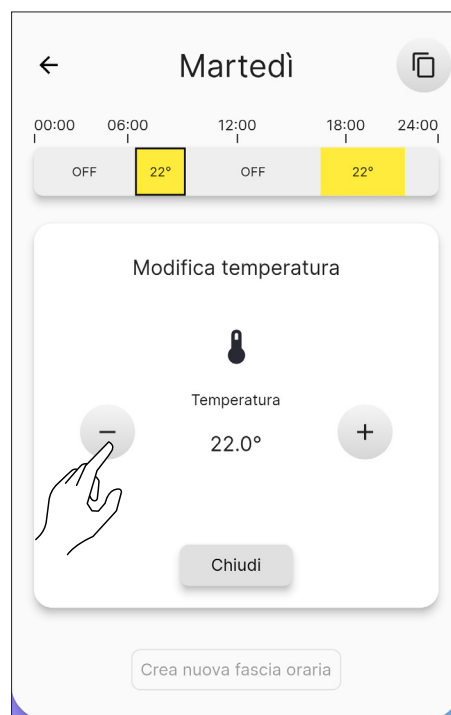 Martedì
00:00 06:00 12:00 18:00 24:00
OFF 22° OFF 22°
Modifica temperatura
Temperatura
22.0°
Chiudi
Crea nuova fascia oraria